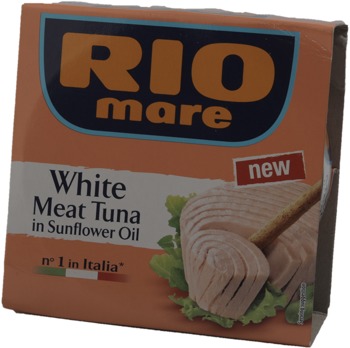 RIO
mare
new
White
Meat Tuna
in Sunflower Oil
n° 1 in Italia*